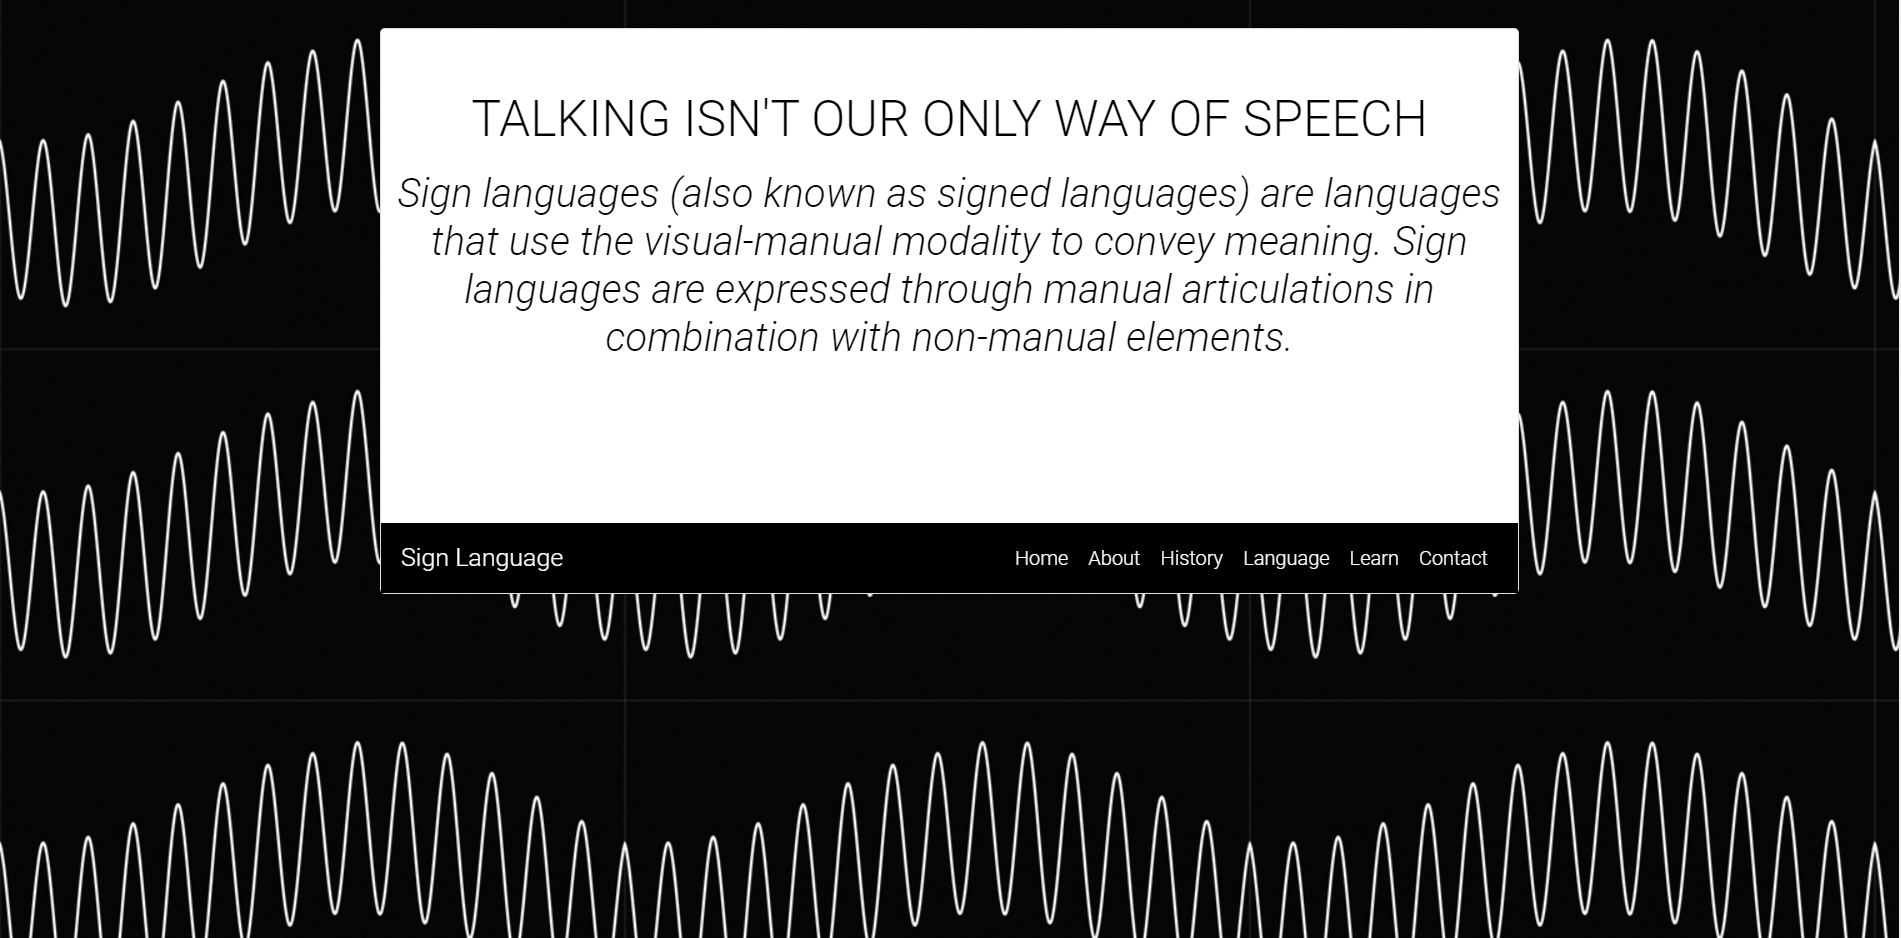 TALKING ISN'T OUR ONLY WAY OF SPEECH
Sign languages (also known as signed languages) are languages
that use the visual-manual modality to convey meaning. Sign
languages are expressed through manual articulations in
combination with non-manual elements.
Sign Language Home About History Language Learn Contact